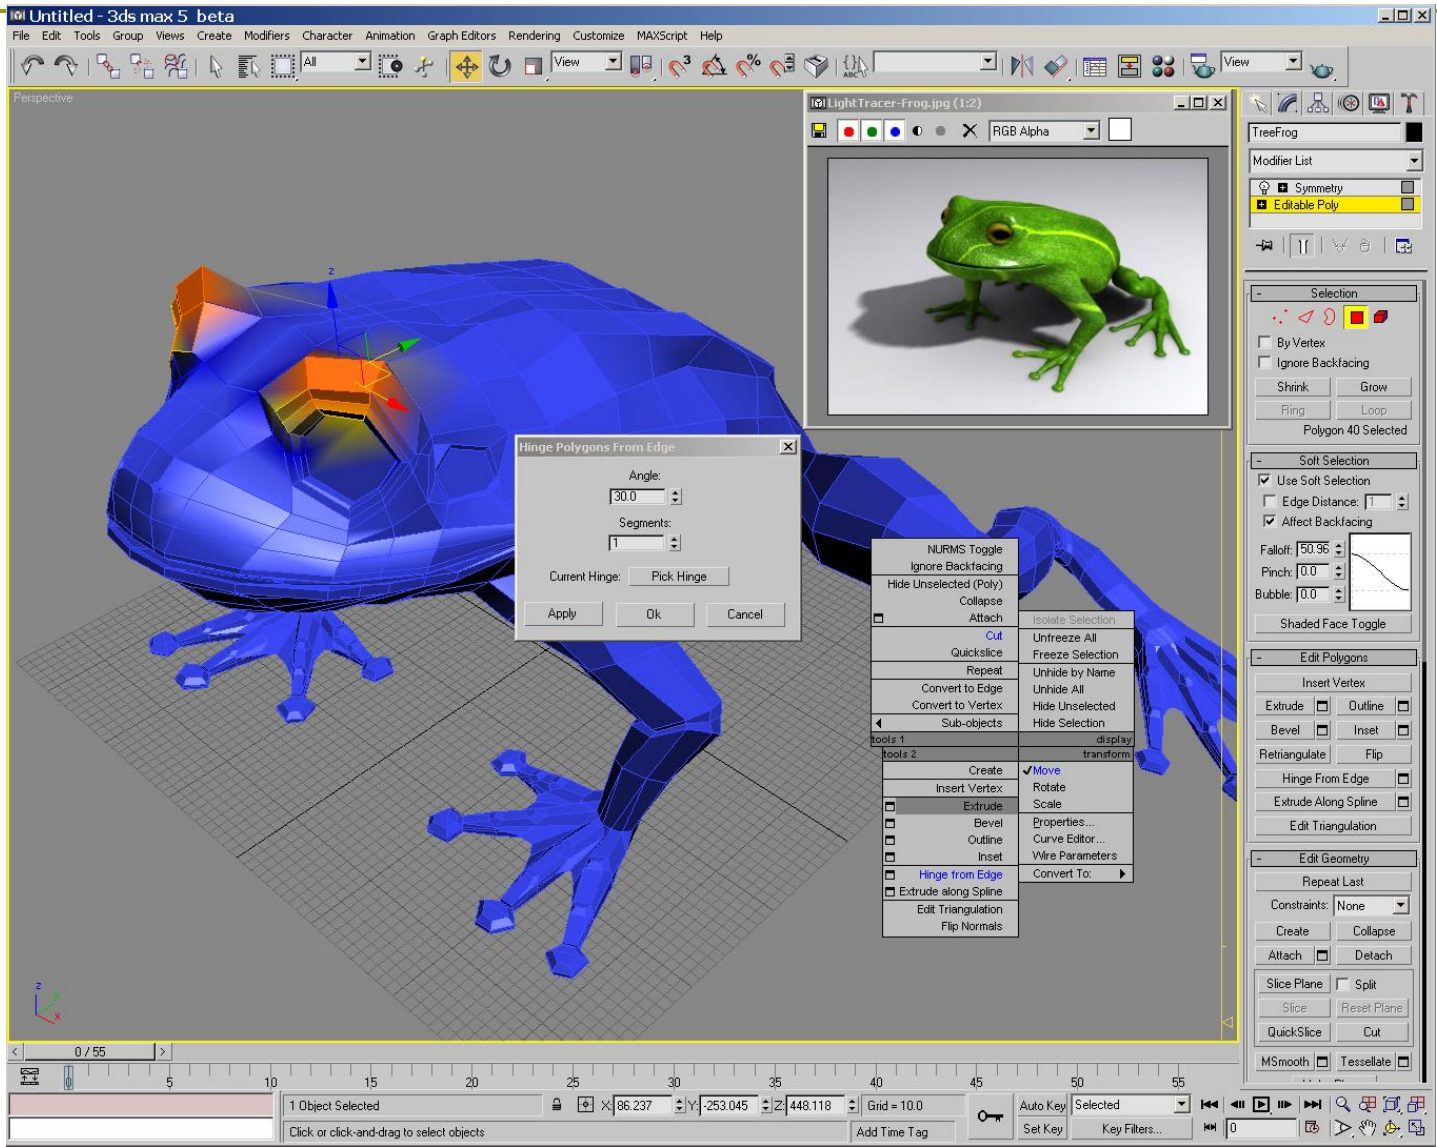 Untitled - 3ds max 5 beta
File Edit Tools Group Views Create Modifiers Character Animation Graph Editors Rendering Customize MAXScript Help
All
View
View
Perspective
LightTracer-Frog.jpg (1:2)
RGB Alpha
TreeFrog
Modifier List
Symmetry
Editable Poly
Selection
By Vertex
Ignore Backfacing
Shrink Grow
Ring Loop
Polygon 40 Selected
Soft Selection
Use Soft Selection
Edge Distance: 1
Affect Backfacing
Falloff: 50.96
Pinch: 0.0
Bubble: 0.0
Shaded Face Toggle
Edit Polygons
Insert Vertex
Extrude Outline
Bevel Inset
Retriangulate Flip
Hinge From Edge
Extrude Along Spline
Edit Triangulation
Edit Geometry
Repeat Last
Constraints: None
Create Collapse
Attach Detach
Slice Plane Split
Slice Reset Plane
QuickSlice Cut
MSmooth Tessellate
Hinge Polygons From Edge
Angle:
30.0
Segments:
1
Current Hinge: Pick Hinge
Apply Ok Cancel
NURMS Toggle
Ignore Backfacing
Hide Unselected (Poly)
Collapse
Attach
Cut
Quickslice
Repeat
Convert to Edge
Convert to Vertex
Sub-objects
tools 1
Isolate Selection
Unfreeze All
Freeze Selection
Unhide by Name
Unhide All
Hide Unselected
Hide Selection
display
tools 2
Create
Insert Vertex
Extrude
Bevel
Outline
Inset
Hinge from Edge
Extrude along Spline
Edit Triangulation
Flip Normals
transform
Move
Rotate
Scale
Properties...
Curve Editor...
Wire Parameters
Convert To:
z
z
y
x
0 / 55
0 5 10 15 20 25 30 35 40 45 50 55
1 Object Selected
X: 86.237 Y: -253.045 Z: 448.118 Grid = 10.0
Auto Key Selected
Click or click-and-drag to select objects
Add Time Tag
Set Key Key Filters...
0